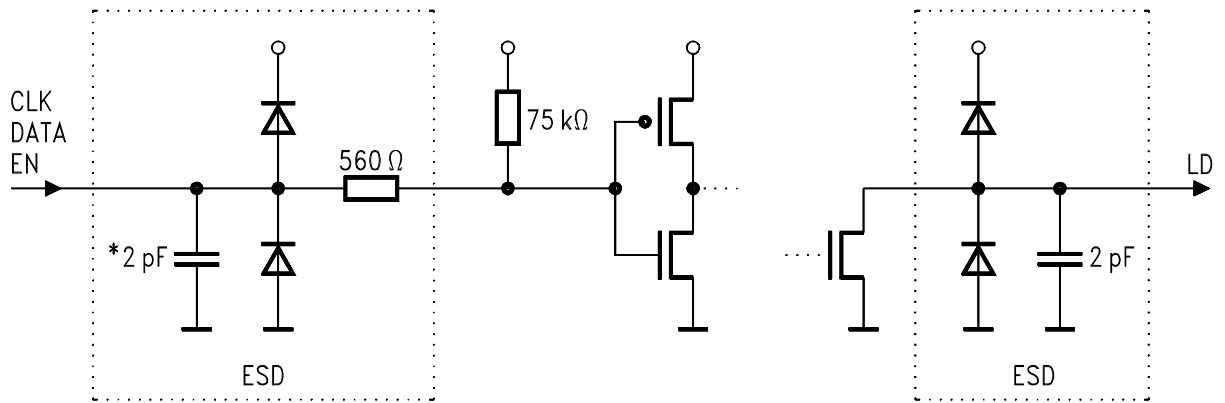 CLK
DATA
EN
560 Ω
75 kΩ
*2 pF
ESD
LD
2 pF
ESD